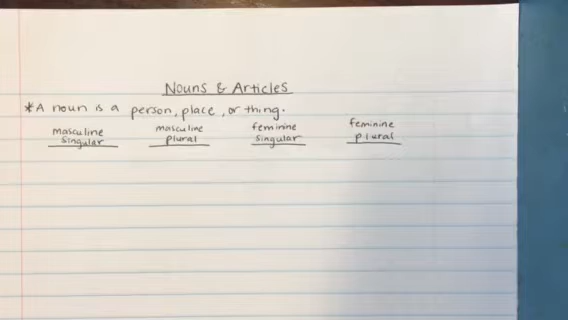 Nouns & Articles
*A noun is a person, place, or thing.
masculine masculine feminine feminine
singular plural singular plural